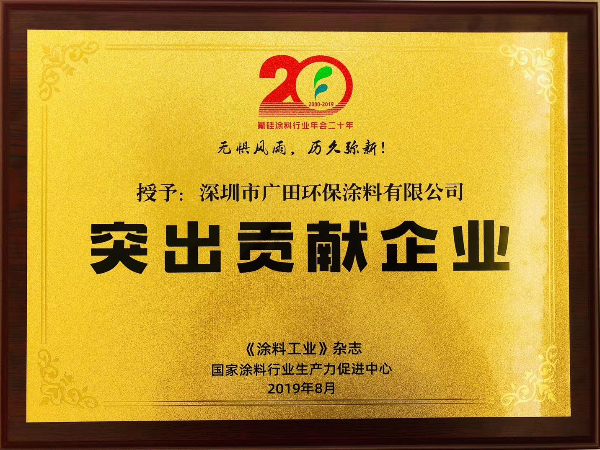 20
2000-2019
氟硅涂料行业年会二十年
无惧风雨，历久弥新！
授予：深圳市广田环保涂料有限公司
突出贡献企业
《涂料工业》杂志
国家涂料行业生产力促进中心
2019年8月